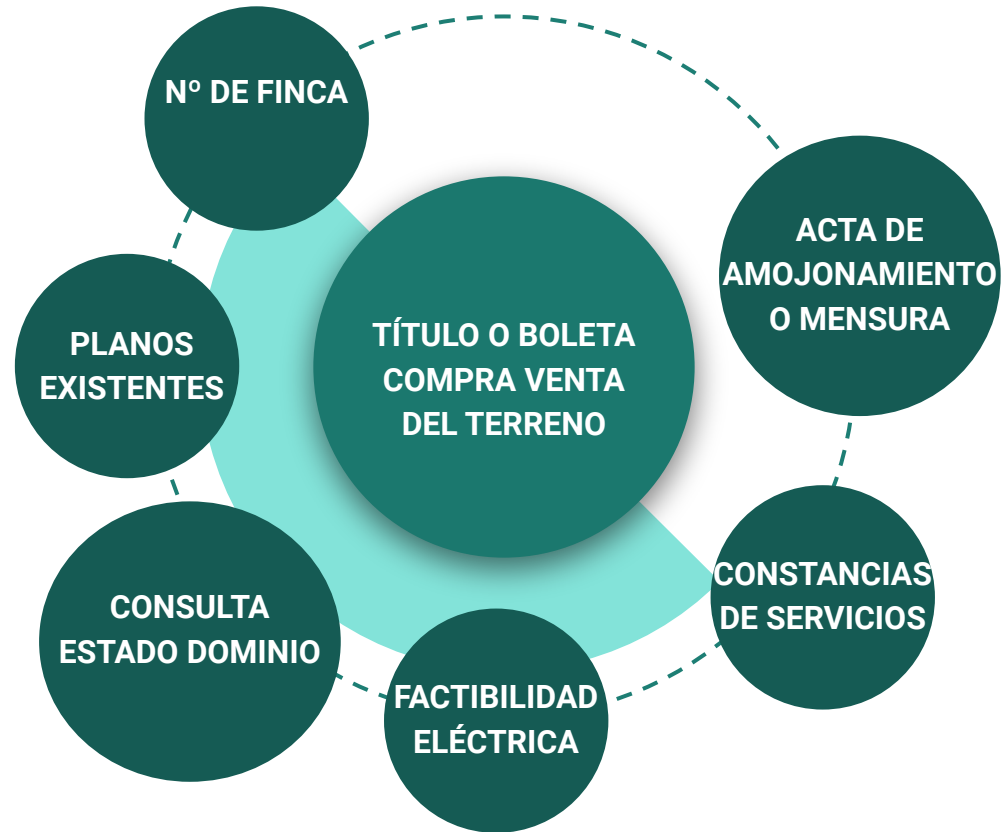 Nº DE FINCA
ACTA DE
AMOJONAMIENTO
O MENSURA
PLANOS
EXISTENTES
TÍTULO O BOLETA
COMPRA VENTA
DEL TERRENO
CONSTANCIAS
DE SERVICIOS
CONSULTA
ESTADO DOMINIO
FACTIBILIDAD
ELÉCTRICA